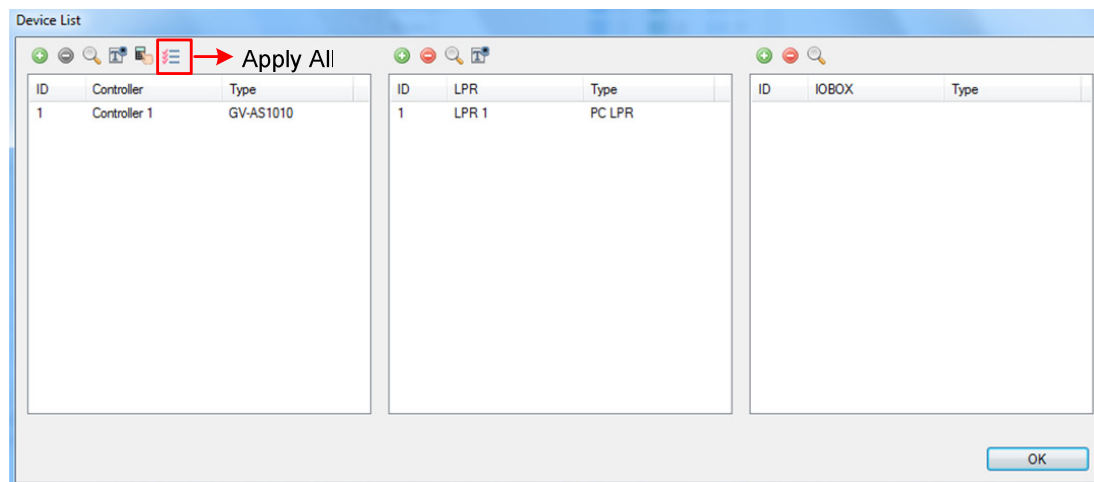 Device List
Apply All
ID Controller Type
1 Controller 1 GV-AS1010
ID LPR Type
1 LPR 1 PC LPR
ID IOBOX Type
OK